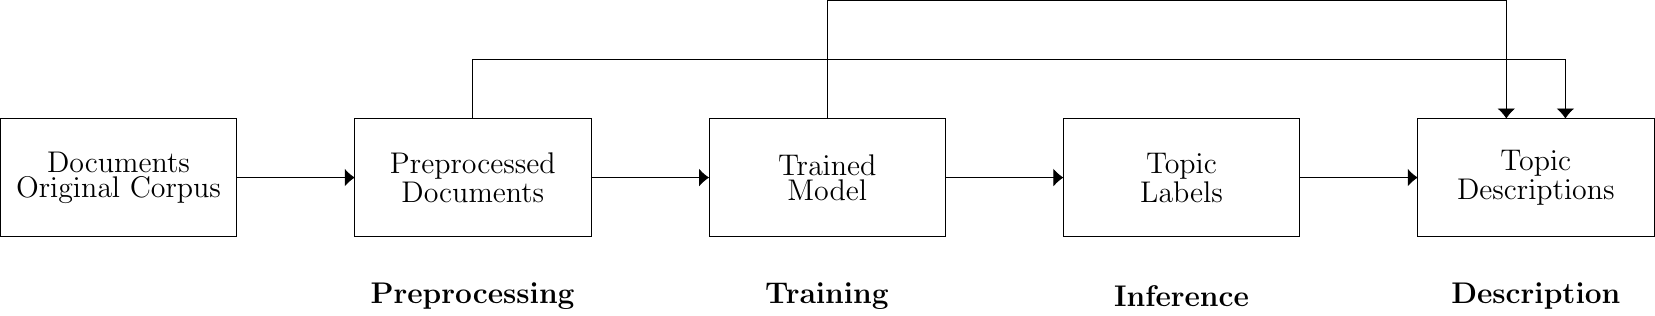 Documents
Original Corpus
Preprocessed
Documents
Trained
Model
Topic
Labels
Topic
Descriptions
Preprocessing
Training
Inference
Description